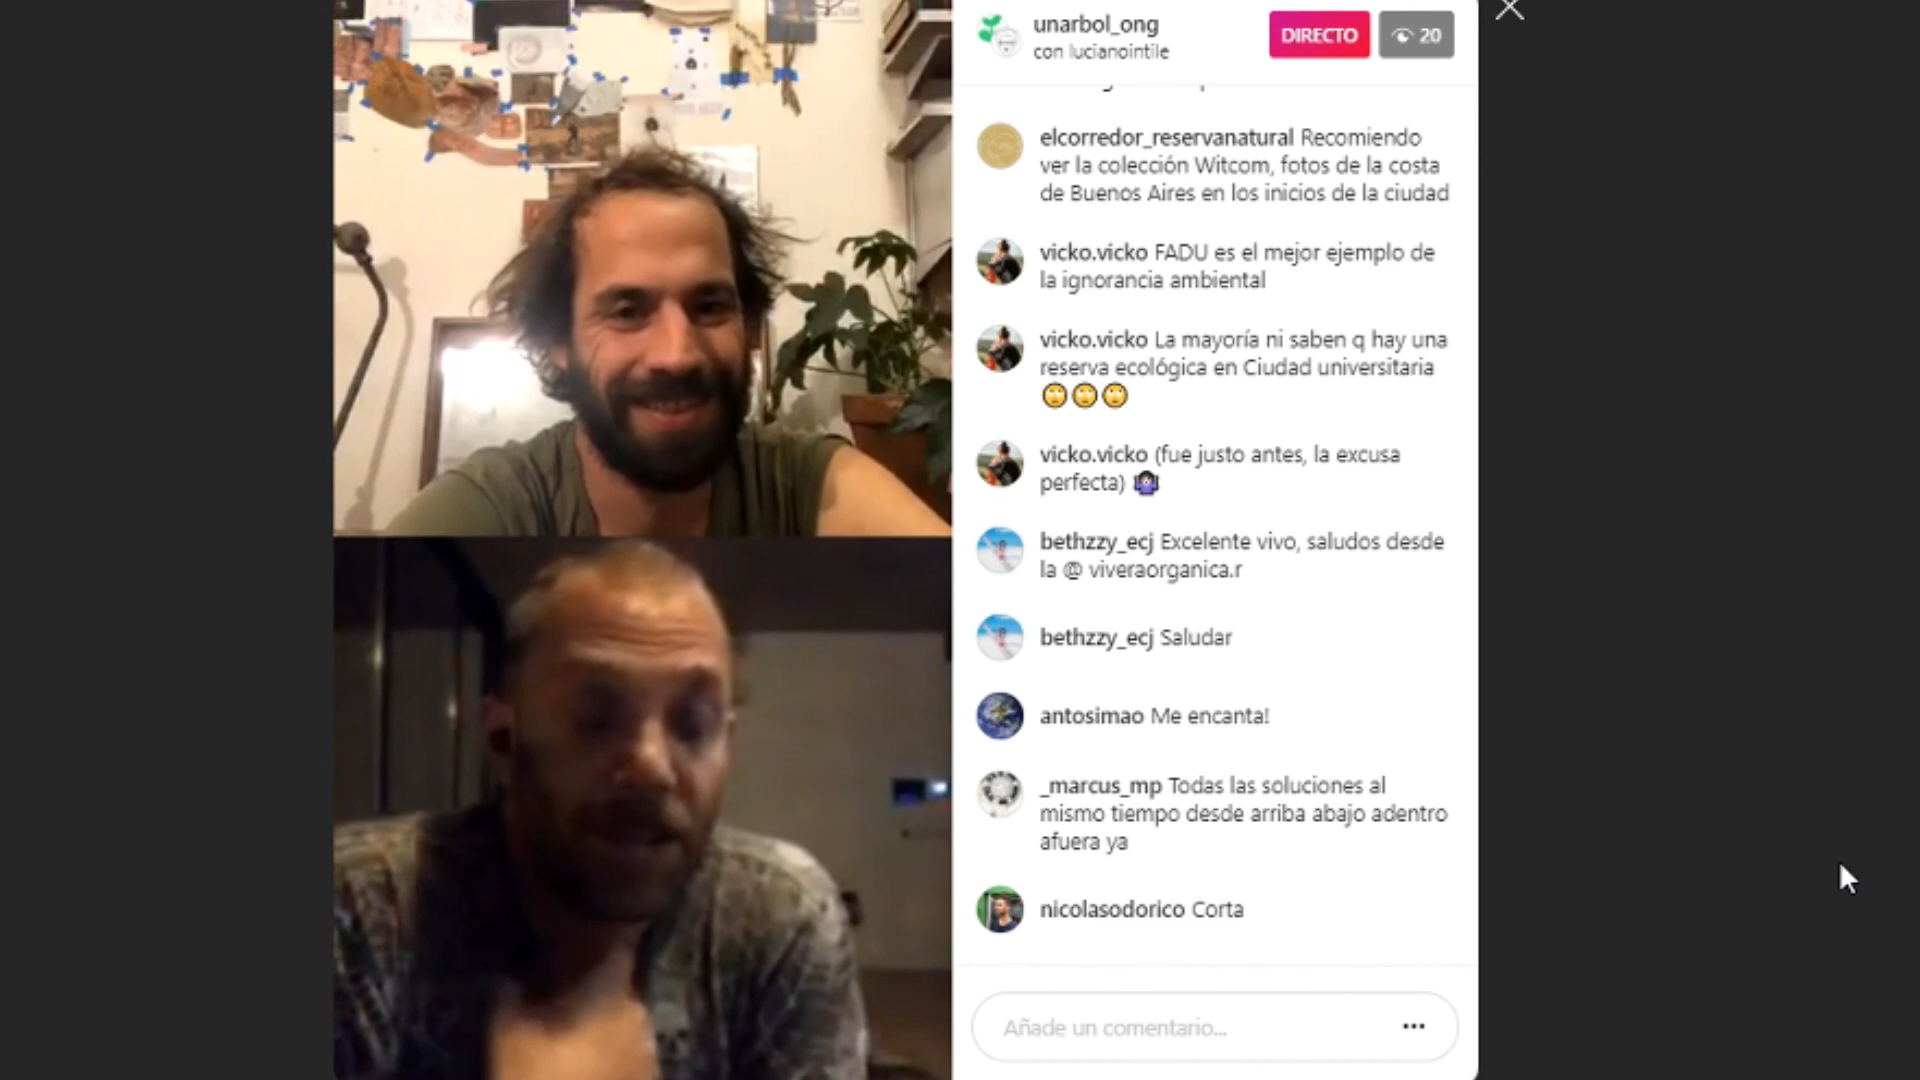 unarbol_ong
con lucianointile
DIRECTO
20
elcorredor_reservanatural Recomiendo
ver la colección Witcom, fotos de la costa
de Buenos Aires en los inicios de la ciudad
vicko.vicko FADU es el mejor ejemplo de
la ignorancia ambiental
vicko.vicko La mayoría ni saben q hay una
reserva ecológica en Ciudad universitaria
🙄🙄🙄
vicko.vicko (fue justo antes, la excusa
perfecta) 🤷🏻‍♀️
bethzzy_ecj Excelente vivo, saludos desde
la @ viveraorganica.r
bethzzy_ecj Saludar
antosimao Me encanta!
_marcus_mp Todas las soluciones al
mismo tiempo desde arriba abajo adentro
afuera ya
nicolasodorico Corta
Añade un comentario...